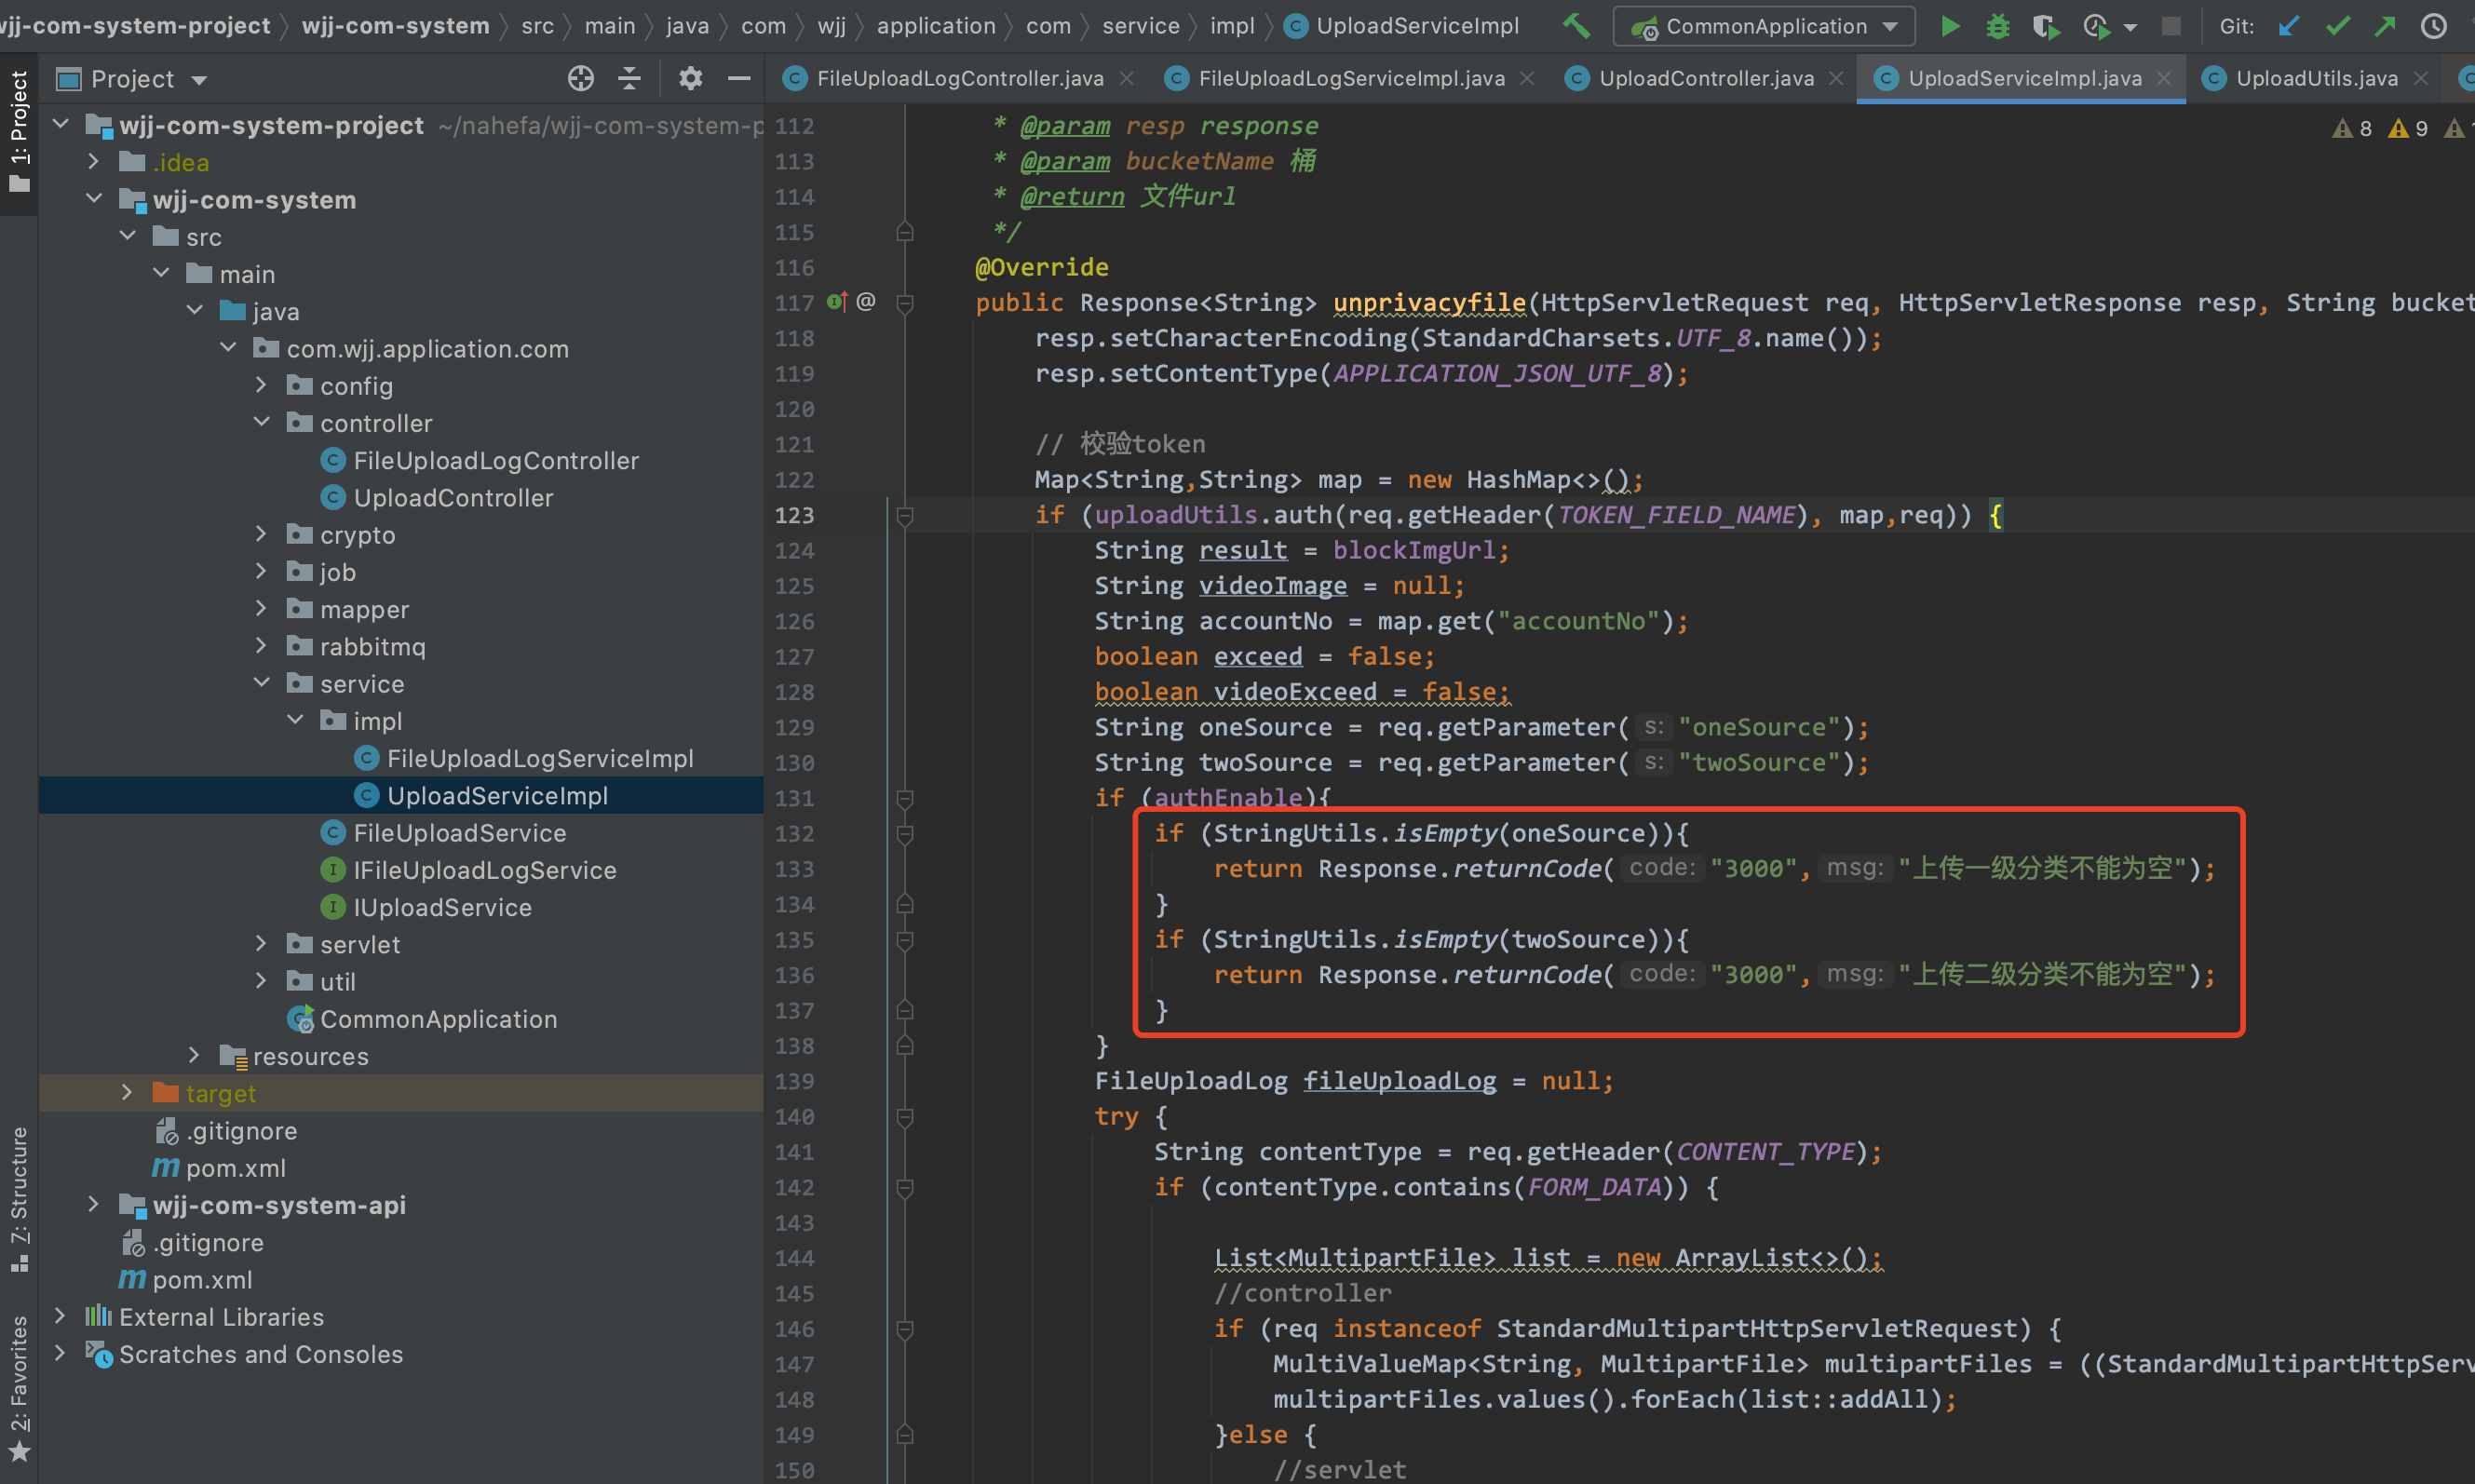 wjj-com-system-project 〉 wjj-com-system 〉 src 〉 main 〉 java 〉 com 〉 wjj 〉 application 〉 com 〉 service 〉 impl 〉 UploadServiceImpl
CommonApplication
Git:
1: Project
7: Structure
2: Favorites
Project
wjj-com-system-project ~/nahefa/wjj-com-system-p
.idea
wjj-com-system
src
main
java
com.wjj.application.com
config
controller
FileUploadLogController
UploadController
crypto
job
mapper
rabbitmq
service
impl
FileUploadLogServiceImpl
UploadServiceImpl
FileUploadService
IFileUploadLogService
IUploadService
servlet
util
CommonApplication
resources
target
.gitignore
pom.xml
wjj-com-system-api
.gitignore
pom.xml
External Libraries
Scratches and Consoles
FileUploadLogController.java FileUploadLogServiceImpl.java UploadController.java UploadServiceImpl.java UploadUtils.java
8 9
112 * @param resp response
113 * @param bucketName 桶
114 * @return 文件url
115 */
116 @Override
117 public Response<String> unprivacyfile(HttpServletRequest req, HttpServletResponse resp, String bucket
118 resp.setCharacterEncoding(StandardCharsets.UTF_8.name());
119 resp.setContentType(APPLICATION_JSON_UTF_8);
120
121 // 校验token
122 Map<String,String> map = new HashMap<>();
123 if (uploadUtils.auth(req.getHeader(TOKEN_FIELD_NAME), map,req)) {
124 String result = blockImgUrl;
125 String videoImage = null;
126 String accountNo = map.get("accountNo");
127 boolean exceed = false;
128 boolean videoExceed = false;
129 String oneSource = req.getParameter( s: "oneSource");
130 String twoSource = req.getParameter( s: "twoSource");
131 if (authEnable){
132 if (StringUtils.isEmpty(oneSource)){
133 return Response.returnCode( code: "3000", msg: "上传一级分类不能为空");
134 }
135 if (StringUtils.isEmpty(twoSource)){
136 return Response.returnCode( code: "3000", msg: "上传二级分类不能为空");
137 }
138 }
139 FileUploadLog fileUploadLog = null;
140 try {
141 String contentType = req.getHeader(CONTENT_TYPE);
142 if (contentType.contains(FORM_DATA)) {
143
144 List<MultipartFile> list = new ArrayList<>();
145 //controller
146 if (req instanceof StandardMultipartHttpServletRequest) {
147 MultiValueMap<String, MultipartFile> multipartFiles = ((StandardMultipartHttpServ
148 multipartFiles.values().forEach(list::addAll);
149 }else {
150 //servlet